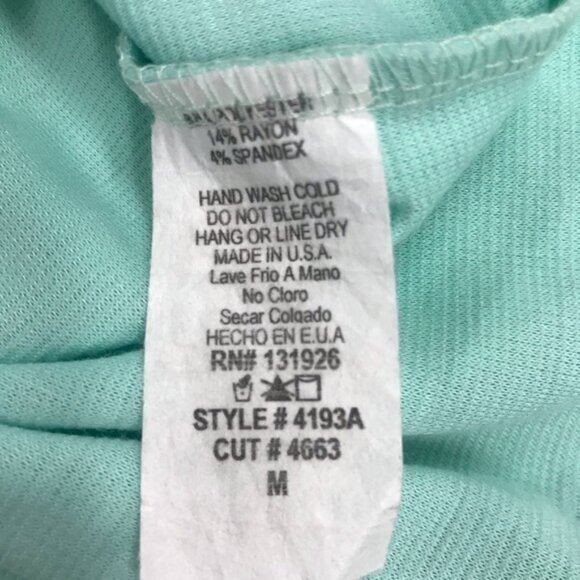 14% RAYON
4% SPANDEX
HAND WASH COLD
DO NOT BLEACH
HANG OR LINE DRY
MADE IN U.S.A.
Lave Frio A Mano
No Cloro
Secar Colgado
HECHO EN E.U.A
RN# 131926
STYLE # 4193A
CUT # 4663
M